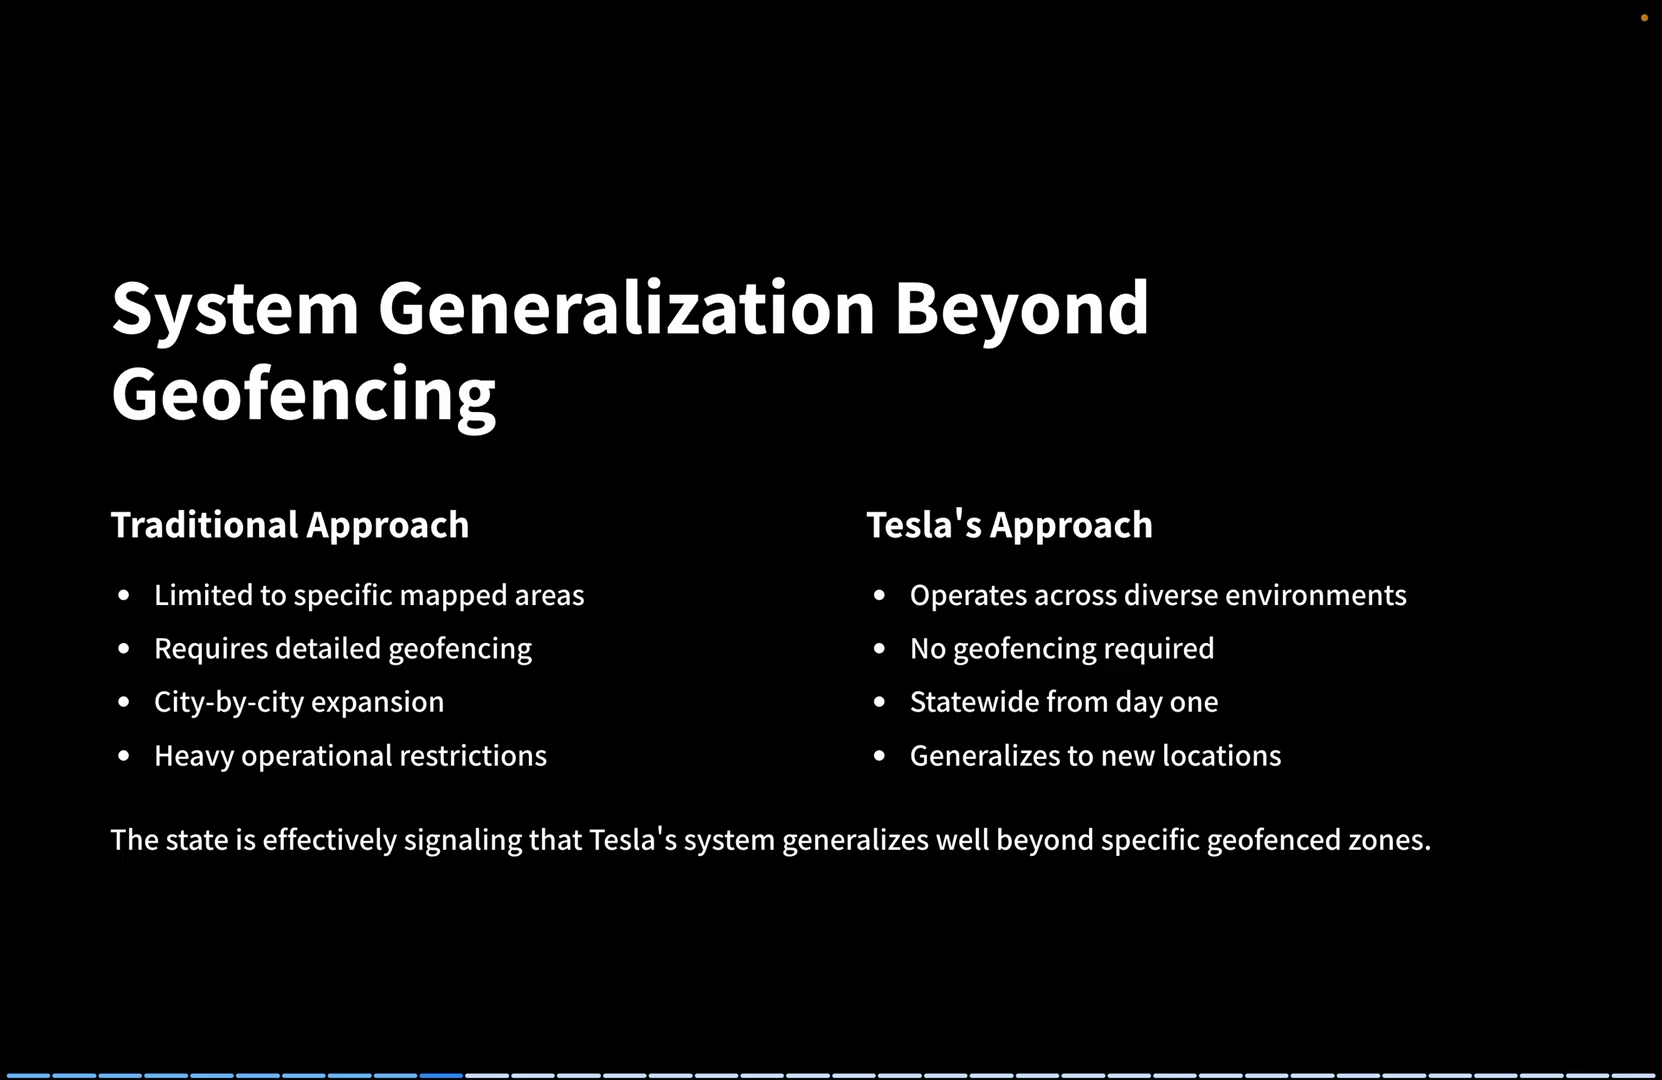 System Generalization Beyond
Geofencing
Traditional Approach
• Limited to specific mapped areas
• Requires detailed geofencing
• City-by-city expansion
• Heavy operational restrictions
Tesla's Approach
• Operates across diverse environments
• No geofencing required
• Statewide from day one
• Generalizes to new locations
The state is effectively signaling that Tesla's system generalizes well beyond specific geofenced zones.